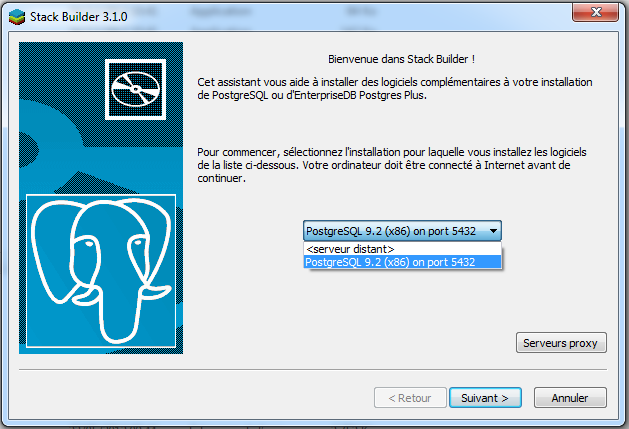 Stack Builder 3.1.0
Bienvenue dans Stack Builder !
Cet assistant vous aide à installer des logiciels complémentaires à votre installation
de PostgreSQL ou d'EnterpriseDB Postgres Plus.
Pour commencer, sélectionnez l'installation pour laquelle vous installez les logiciels
de la liste ci-dessous. Votre ordinateur doit être connecté à Internet avant de
continuer.
PostgreSQL 9.2 (x86) on port 5432
<serveur distant>
PostgreSQL 9.2 (x86) on port 5432
Serveurs proxy
< Retour
Suivant >
Annuler